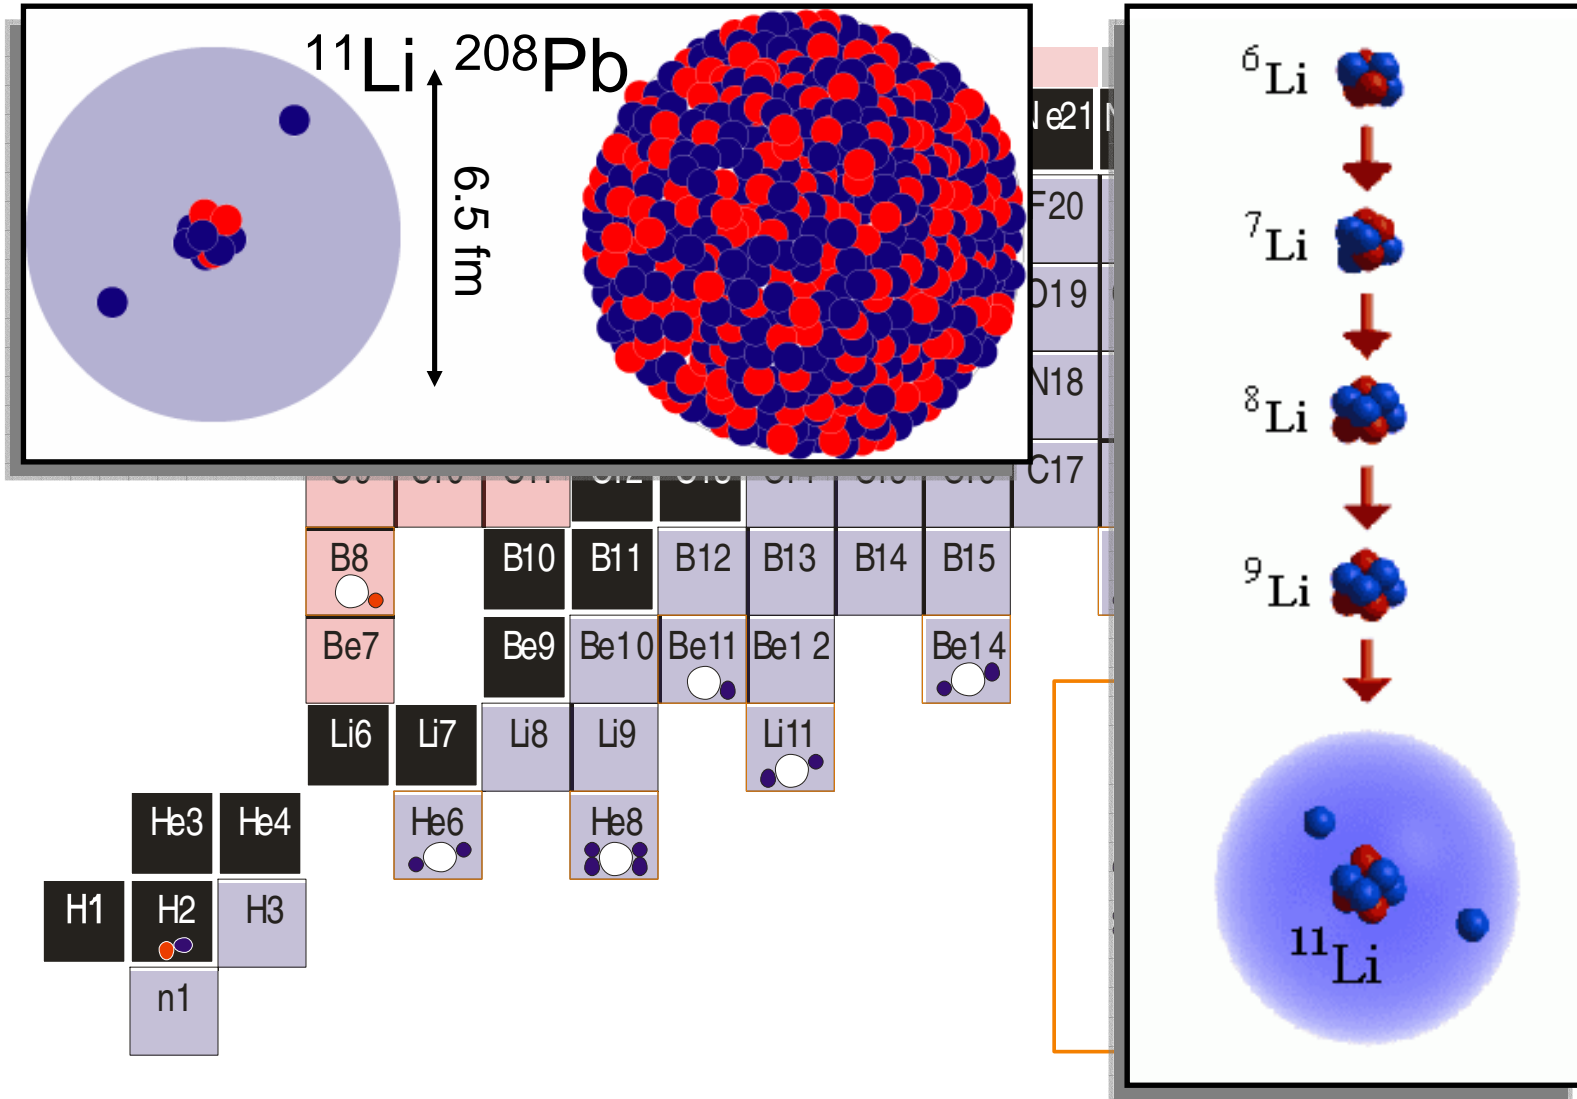 ¹¹Li ²⁰⁸Pb
6.5 fm
⁶Li
⁷Li
⁸Li
⁹Li
¹¹Li
e21
F20
O19
N18
C17
B8 B10 B11 B12 B13 B14 B15
Be7 Be9 Be10 Be11 Be12 Be14
Li6 Li7 Li8 Li9 Li11
He3 He4 He6 He8
H1 H2 H3
n1